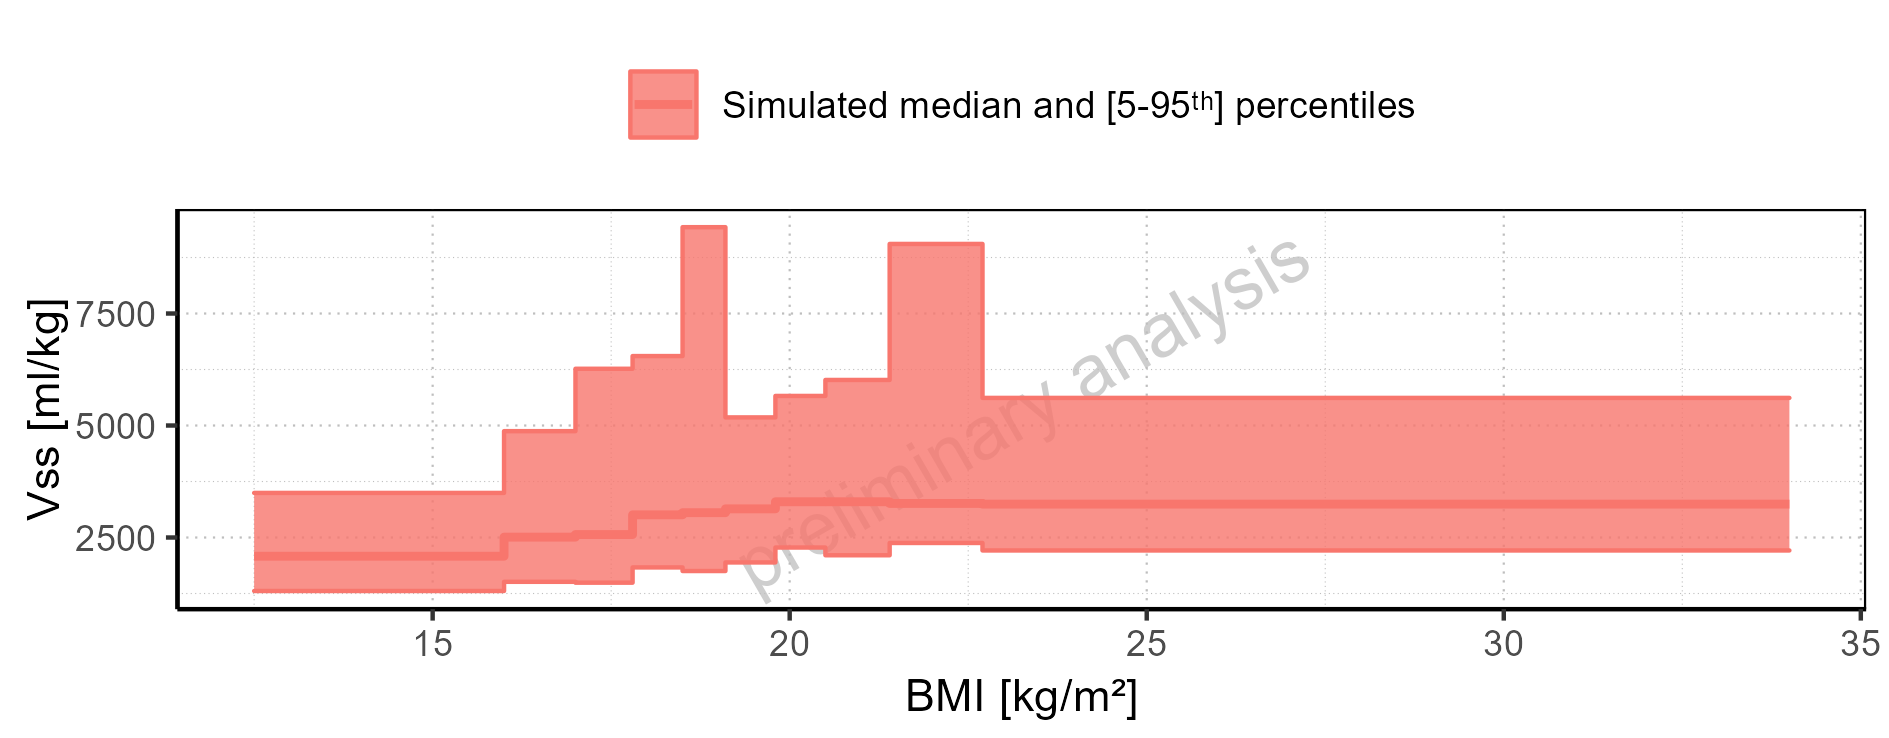 Simulated median and [5-95ᵗʰ] percentiles
7500
5000
2500
Vss [ml/kg]
preliminary analysis
15 20 25 30 35
BMI [kg/m²]